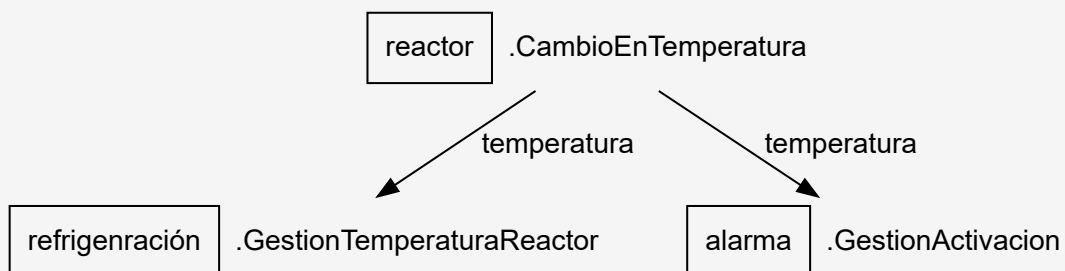 reactor .CambioEnTemperatura
temperatura temperatura
refrigenración .GestionTemperaturaReactor alarma .GestionActivacion